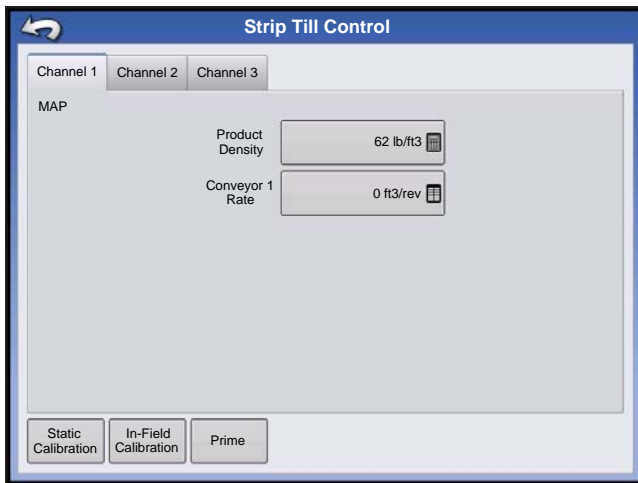 Strip Till Control
Channel 1
Channel 2
Channel 3
MAP
Product
Density
62 lb/ft3
Conveyor 1
Rate
0 ft3/rev
Static
Calibration
In-Field
Calibration
Prime